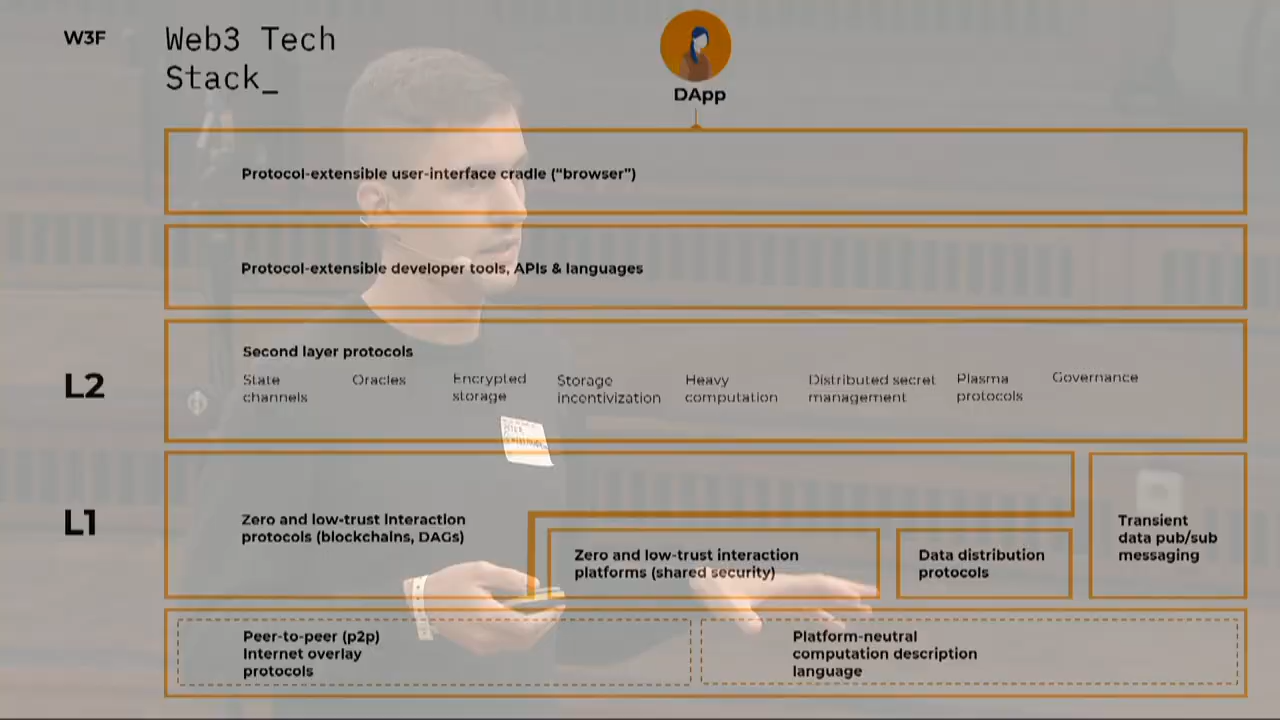 W3F
Web3 Tech
Stack_
DApp
Protocol-extensible user-interface cradle ("browser")
Protocol-extensible developer tools, APIs & languages
L2
Second layer protocols
State
channels
Oracles
Encrypted
storage
Storage
incentivization
Heavy
computation
Distributed secret
management
Plasma
protocols
Governance
L1
Zero and low-trust interaction
protocols (blockchains, DAGs)
Zero and low-trust interaction
platforms (shared security)
Data distribution
protocols
Transient
data pub/sub
messaging
Peer-to-peer (p2p)
Internet overlay
protocols
Platform-neutral
computation description
language